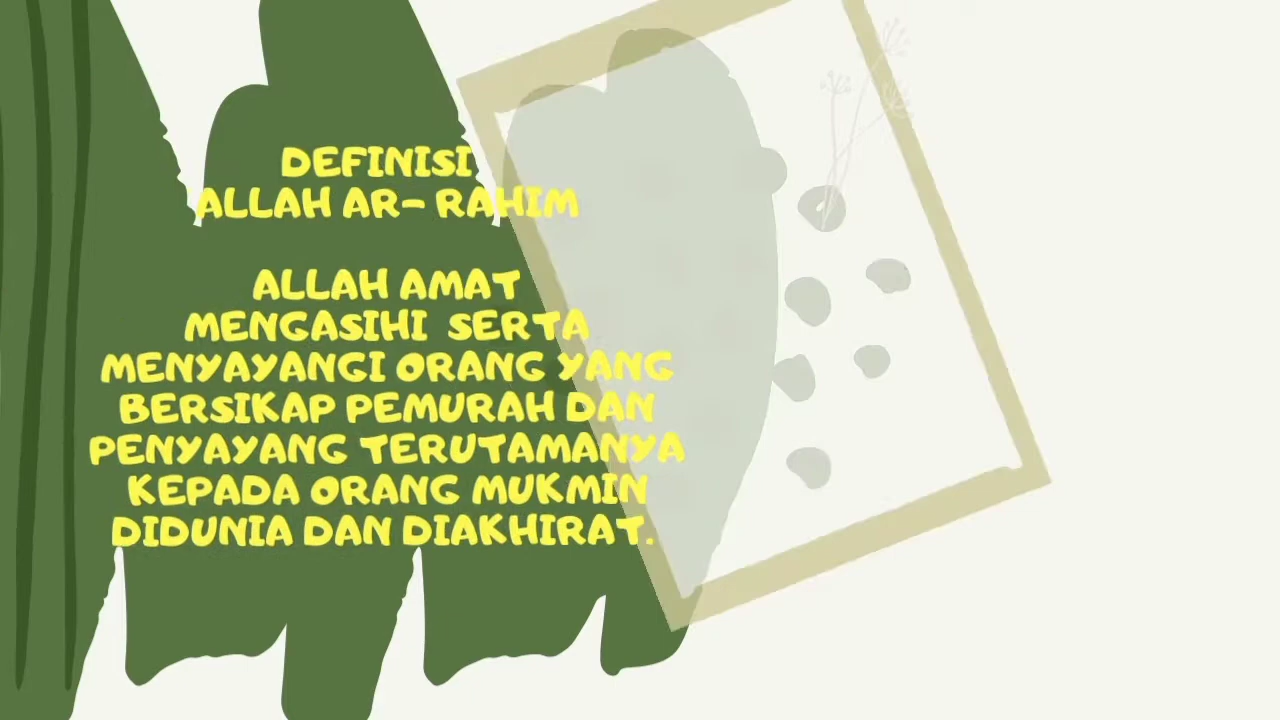 DEFINISI
ALLAH AR- RAHIM
ALLAH AMAT
MENGASIHI SERTA
MENYAYANGI ORANG YANG
BERSIKAP PEMURAH DAN
PENYAYANG TERUTAMANYA
KEPADA ORANG MUKMIN
DIDUNIA DAN DIAKHIRAT.